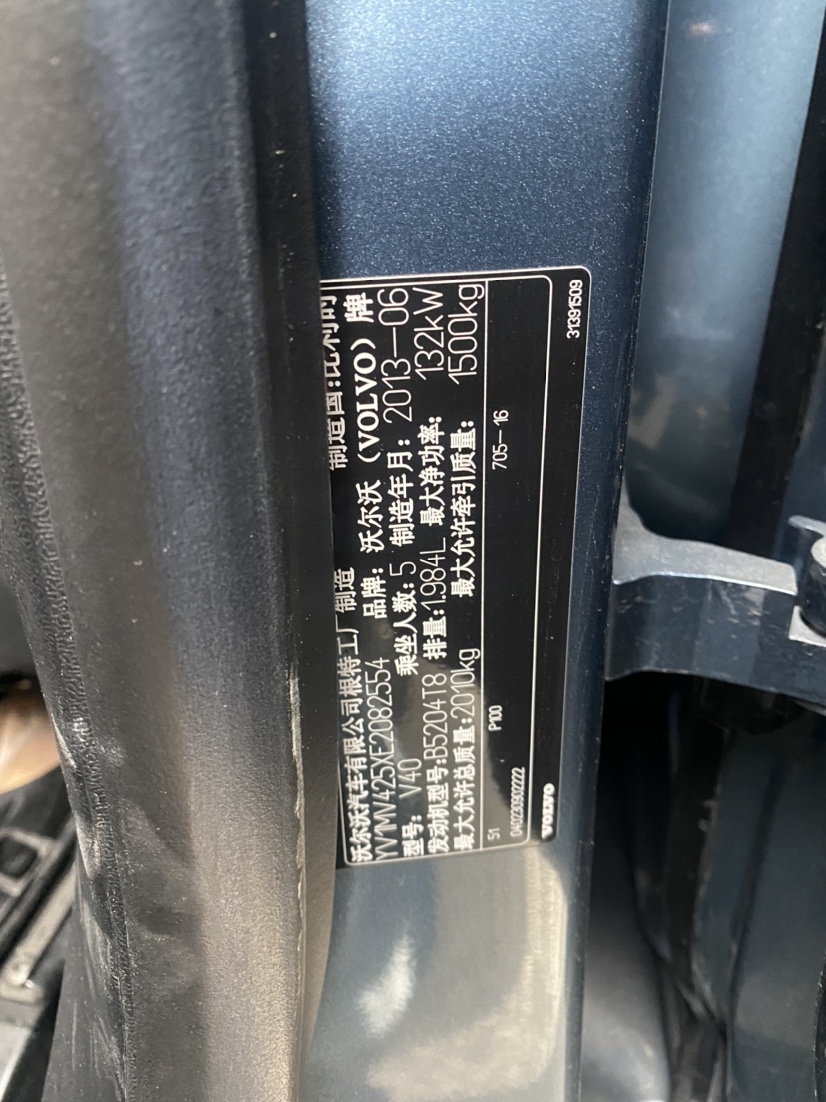 沃尔沃汽车有限公司根特工厂制造 制造国:比利时
YV1MV425XE2082554 品牌: 沃尔沃（VOLVO）牌
型号: V40 乘坐人数: 5 制造年月: 2013-06
发动机型号:B5204T8 排量:1.984L 最大净功率: 132kW
最大允许总质量:2010kg 最大允许牵引质量: 1500kg
51 P100 705-16
040230902222
VOLVO 31391509